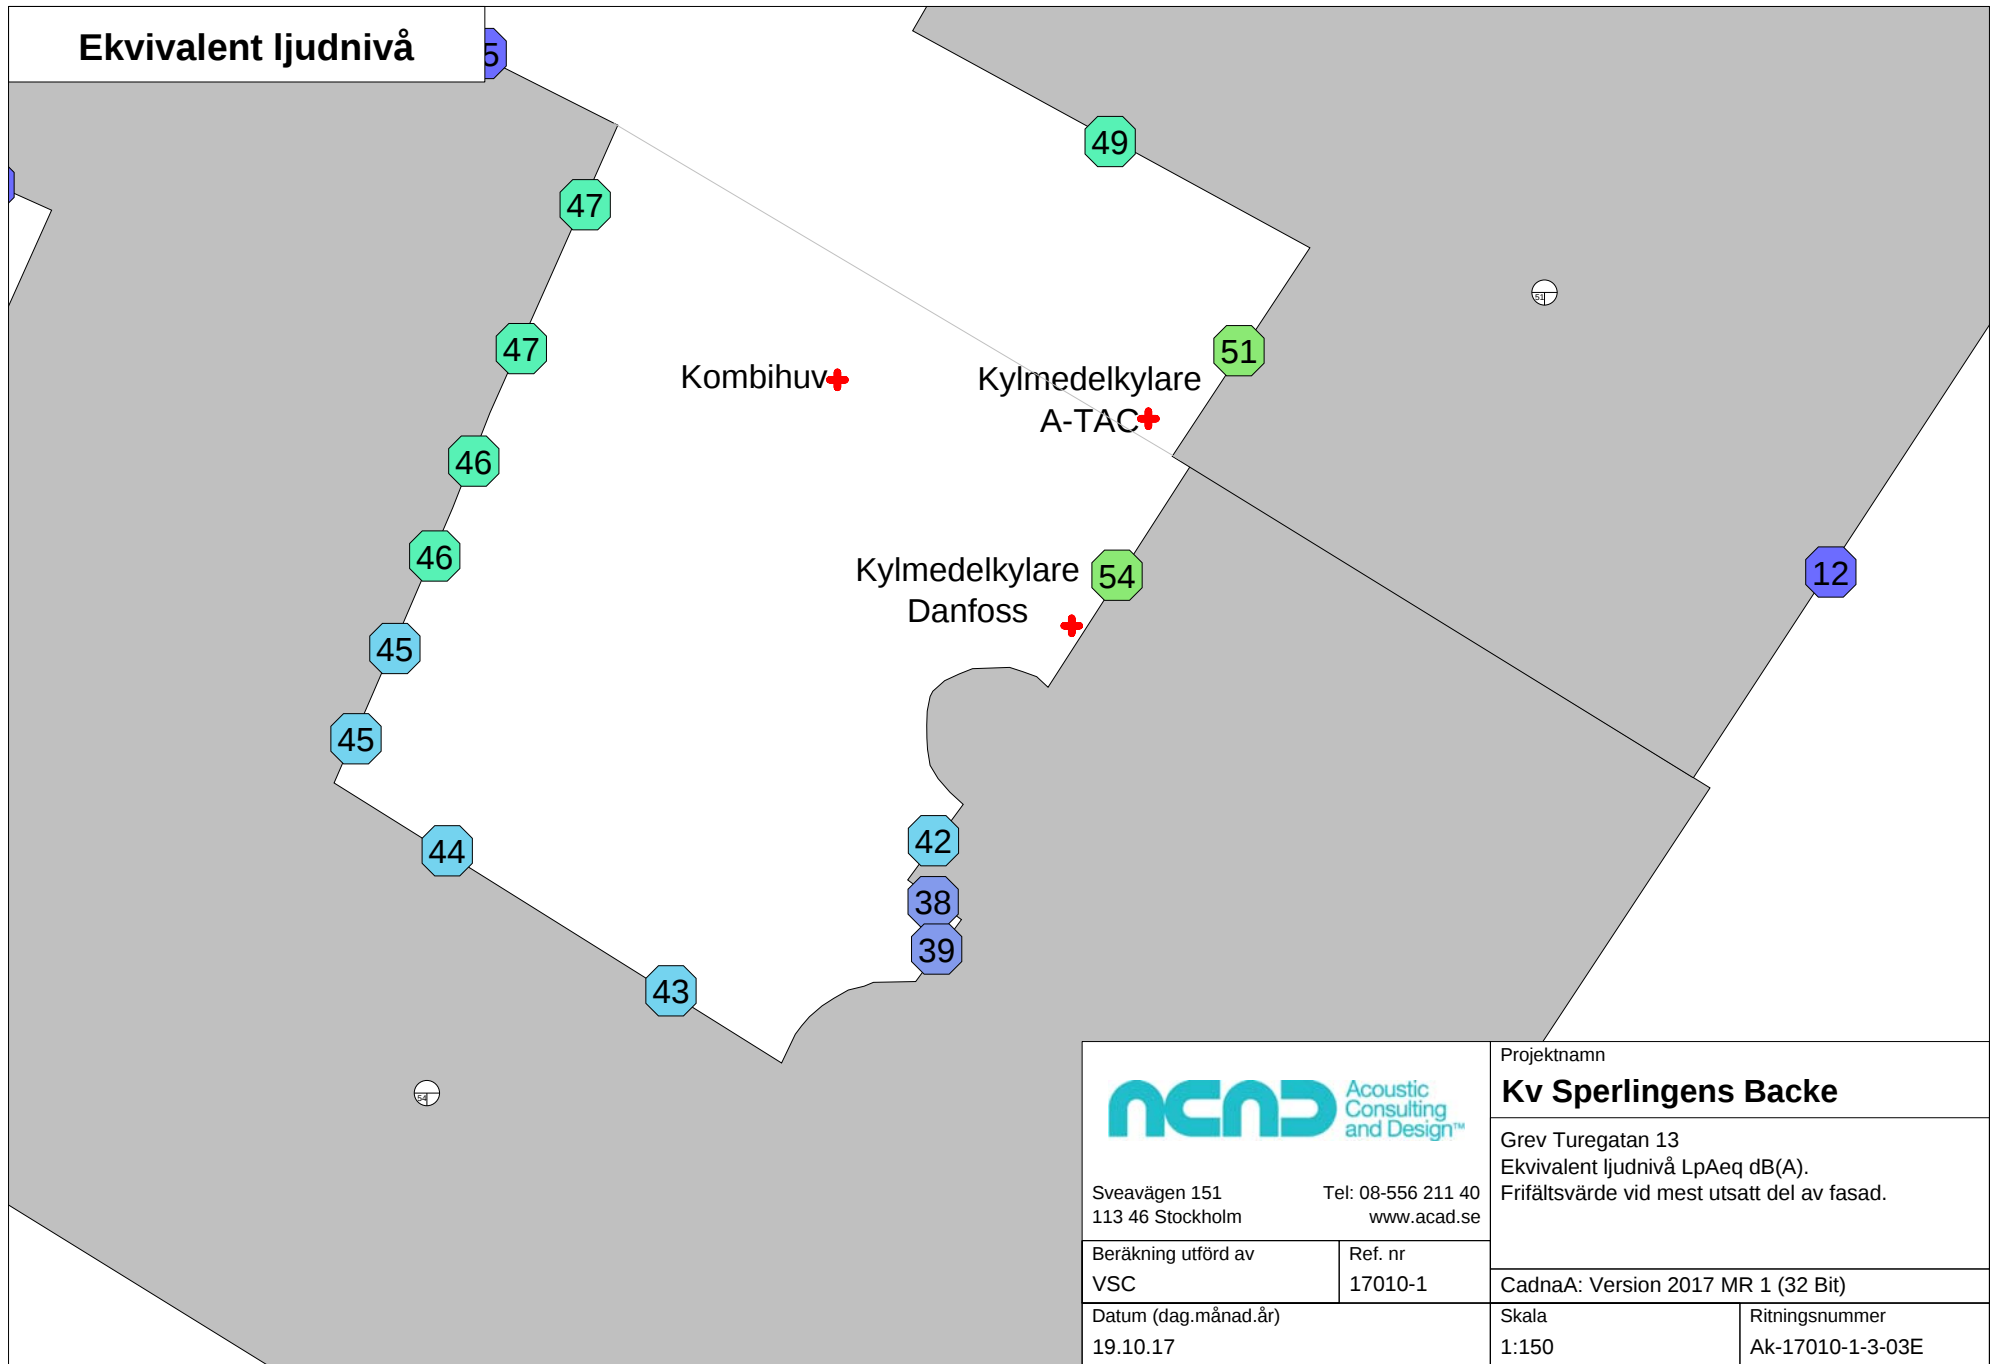 Ekvivalent ljudnivå
5
49
47
47
51
Kombihuv
Kylmedelkylare
A-TAC
46
46
Kylmedelkylare
Danfoss
54
12
45
45
44
42
38
39
43
51
54
ACAD
Acoustic
Consulting
and Design™
Sveavägen 151
Tel: 08-556 211 40
113 46 Stockholm
www.acad.se
Beräkning utförd av
VSC
Ref. nr
17010-1
Datum (dag.månad.år)
19.10.17
Projektnamn
Kv Sperlingens Backe
Grev Turegatan 13
Ekvivalent ljudnivå LpAeq dB(A).
Frifältsvärde vid mest utsatt del av fasad.
CadnaA: Version 2017 MR 1 (32 Bit)
Skala
1:150
Ritningsnummer
Ak-17010-1-3-03E